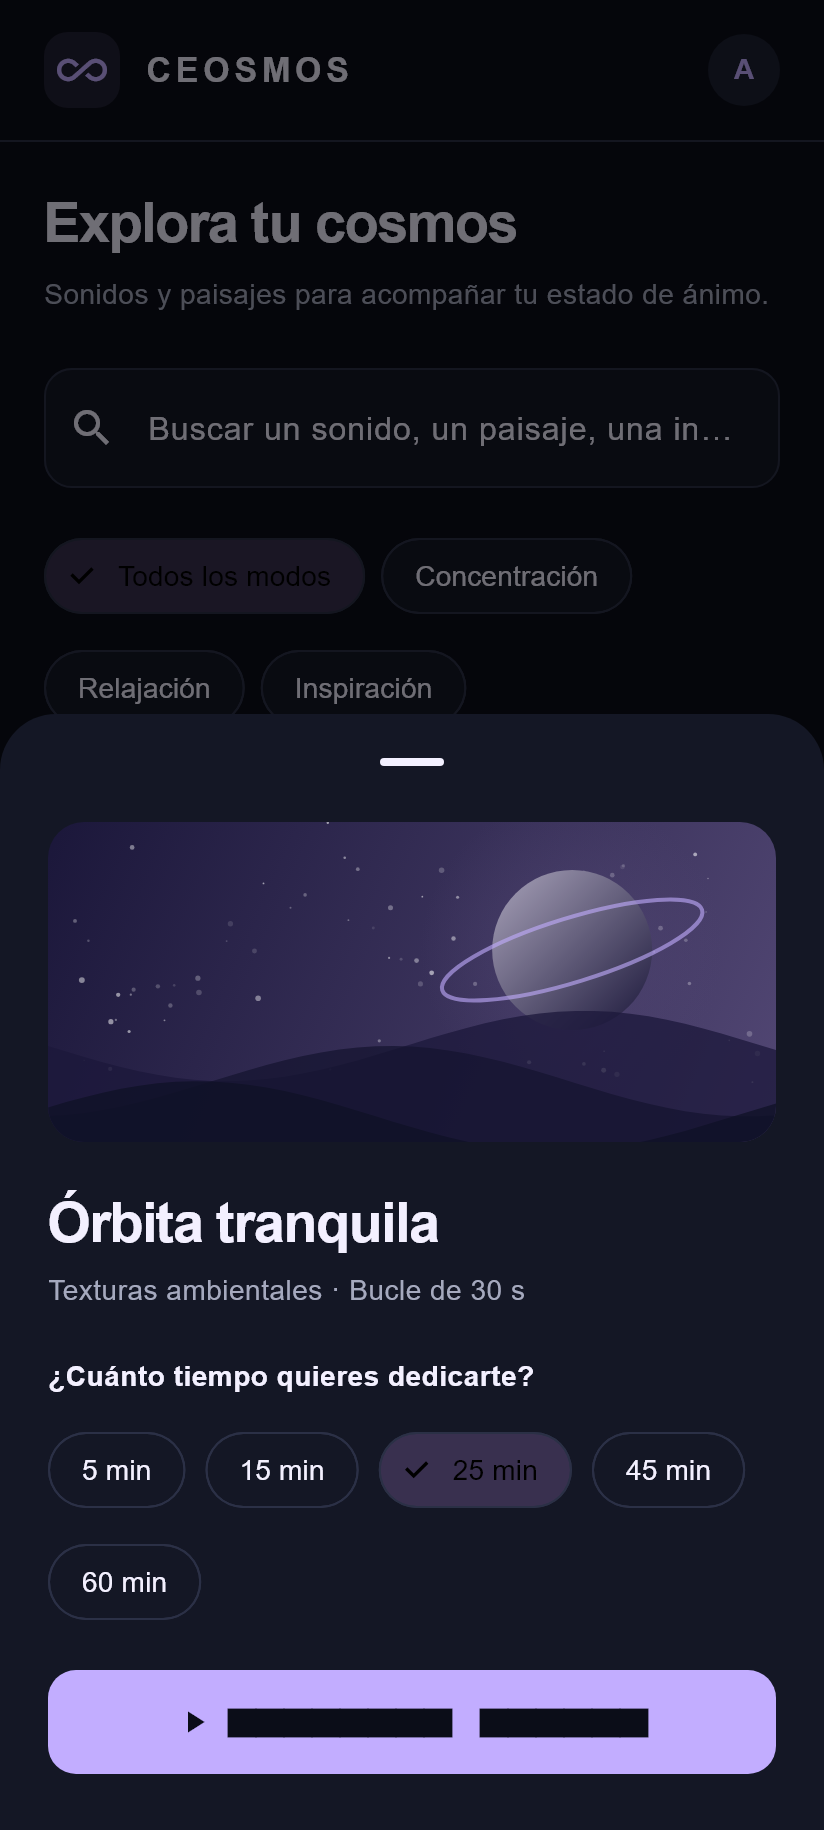 CEOSMOS
A
Explora tu cosmos
Sonidos y paisajes para acompañar tu estado de ánimo.
Buscar un sonido, un paisaje, una in…
Todos los modos
Concentración
Relajación
Inspiración
Órbita tranquila
Texturas ambientales · Bucle de 30 s
¿Cuánto tiempo quieres dedicarte?
5 min
15 min
25 min
45 min
60 min